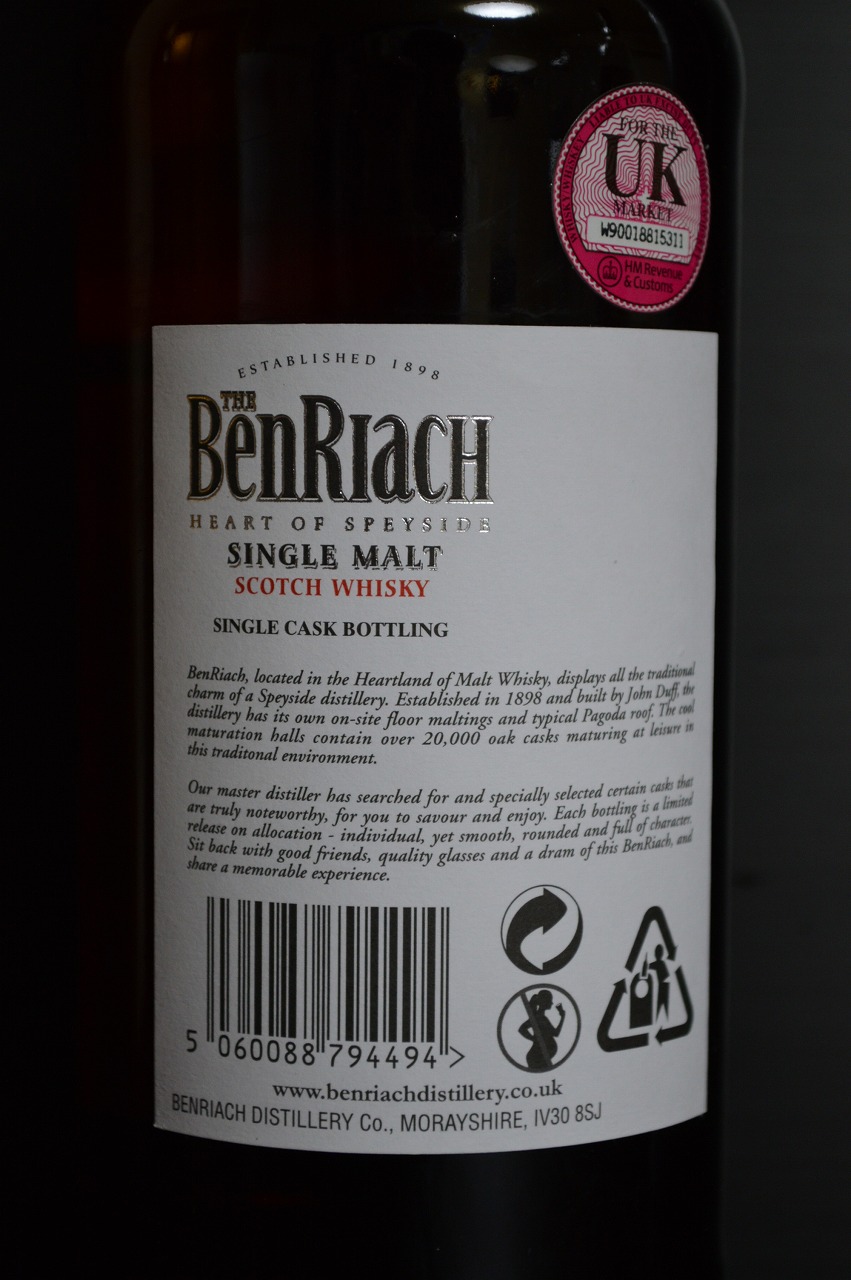 LIABLE TO UK EXCISE
WHISKY/WHISKEY
FOR THE
UK
MARKET
W90018815311
HM Revenue
& Customs
ESTABLISHED 1898
THE
BENRIACH
HEART OF SPEYSIDE
SINGLE MALT
SCOTCH WHISKY
SINGLE CASK BOTTLING
BenRiach, located in the Heartland of Malt Whisky, displays all the traditional
charm of a Speyside distillery. Established in 1898 and built by John Duff, the
distillery has its own on-site floor maltings and typical Pagoda roof. The cool
maturation halls contain over 20,000 oak casks maturing at leisure in
this traditonal environment.
Our master distiller has searched for and specially selected certain casks that
are truly noteworthy, for you to savour and enjoy. Each bottling is a limited
release on allocation - individual, yet smooth, rounded and full of character.
Sit back with good friends, quality glasses and a dram of this BenRiach, and
share a memorable experience.
5 060088 794494 >
www.benriachdistillery.co.uk
BENRIACH DISTILLERY Co., MORAYSHIRE, IV30 8SJ